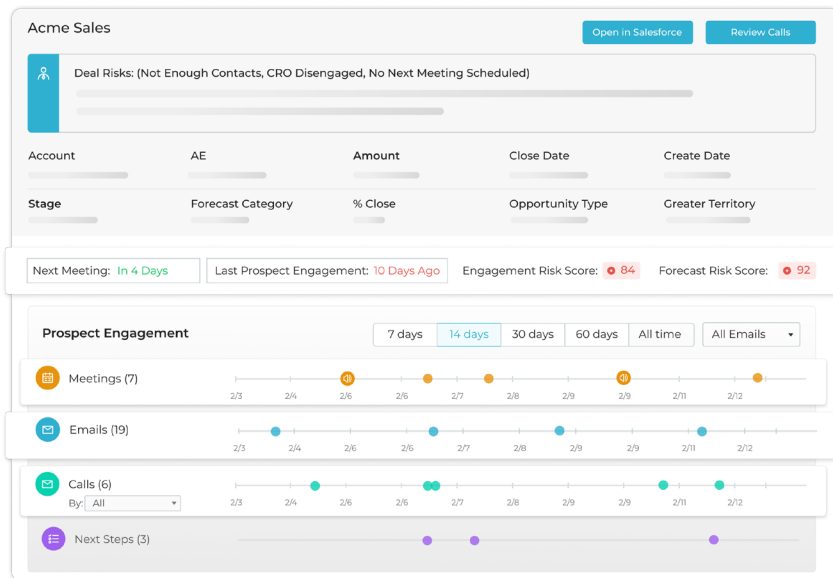 Acme Sales
Open in Salesforce
Review Calls
Deal Risks: (Not Enough Contacts, CRO Disengaged, No Next Meeting Scheduled)
Account AE Amount Close Date Create Date
Stage Forecast Category % Close Opportunity Type Greater Territory
Next Meeting: In 4 Days Last Prospect Engagement: 10 Days Ago Engagement Risk Score: 84 Forecast Risk Score: 92
Prospect Engagement 7 days 14 days 30 days 60 days All time All Emails
Meetings (7)
2/3 2/4 2/6 2/6 2/7 2/8 2/9 2/11 2/12
Emails (19)
2/3 2/4 2/6 2/6 2/7 2/8 2/9 2/9 2/11 2/12
Calls (6)
By: All
2/3 2/4 2/6 2/6 2/7 2/8 2/9 2/11 2/12
Next Steps (3)